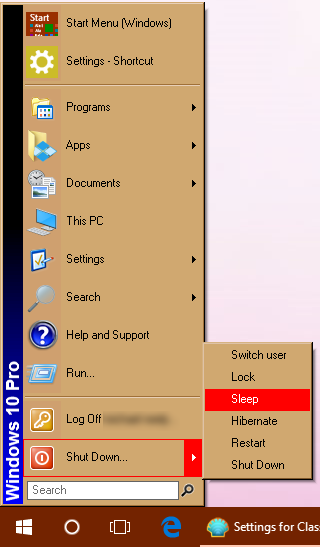 Start Menu (Windows)
Settings - Shortcut
Programs
Apps
Documents
This PC
Settings
Search
Help and Support
Run...
Log Off
Shut Down...
Search
Windows 10 Pro
Switch user
Lock
Sleep
Hibernate
Restart
Shut Down
Settings for Clas